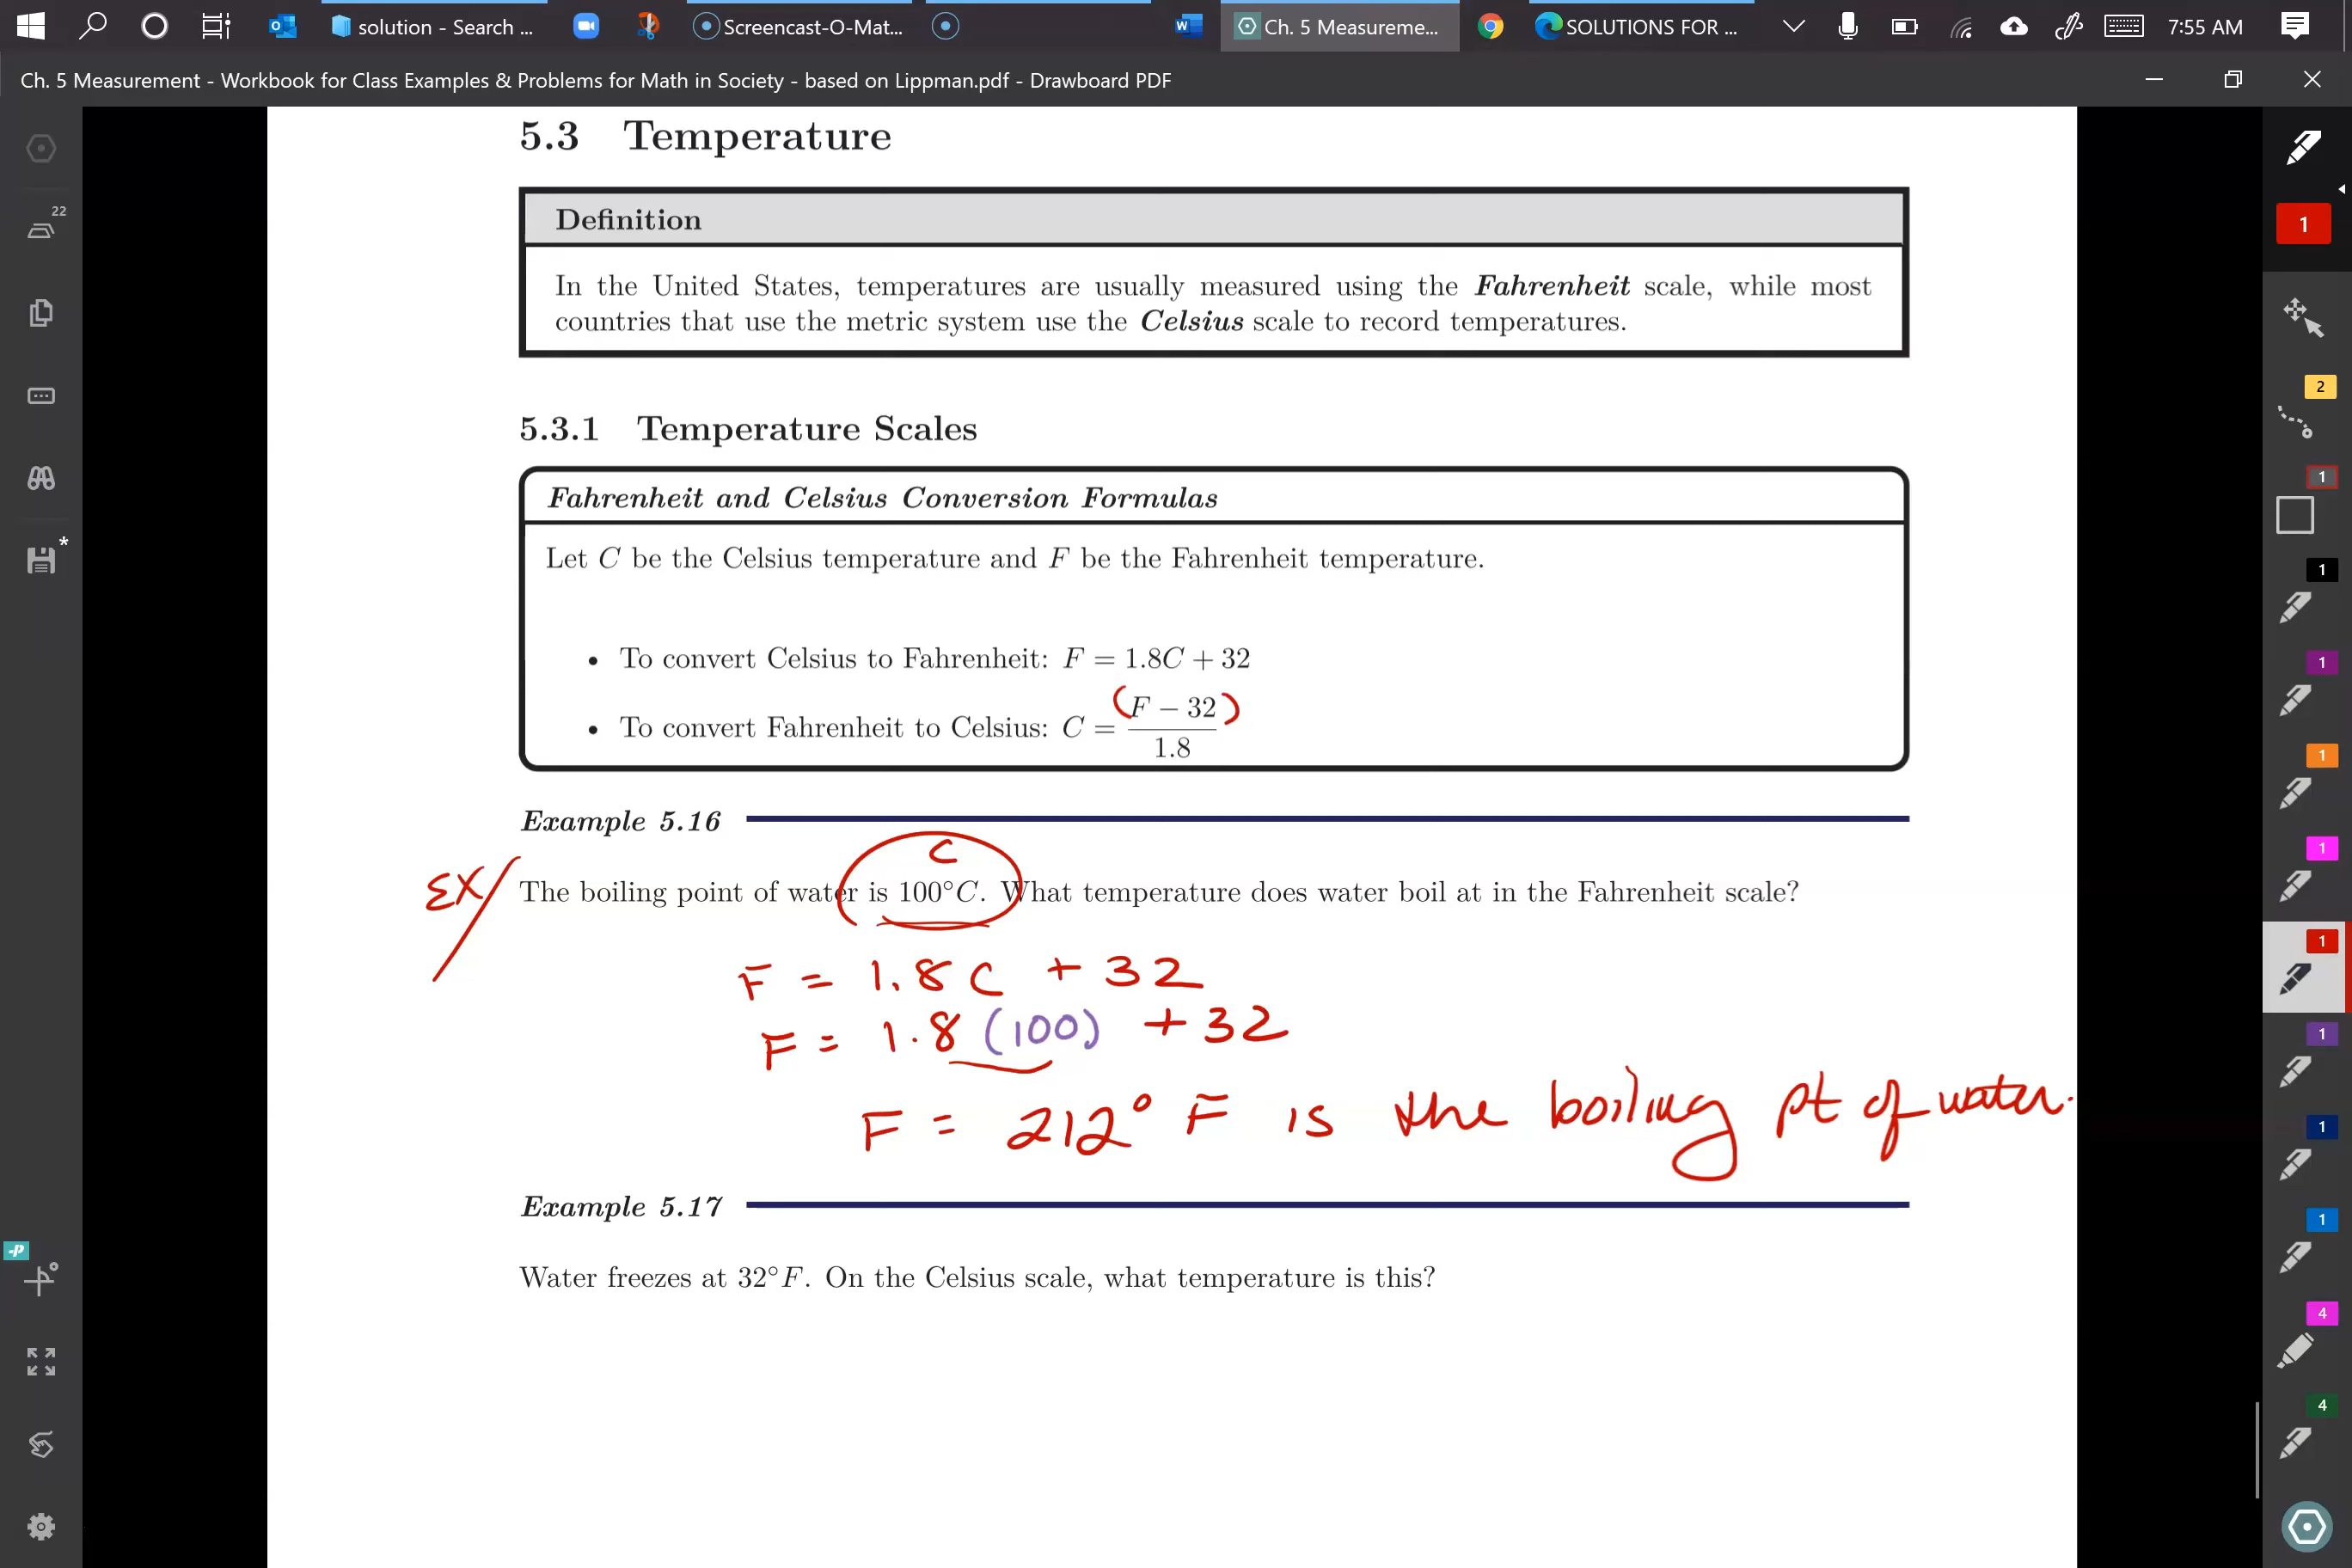 solution - Search ...
Screencast-O-Mat...
Ch. 5 Measureme...
SOLUTIONS FOR ...
7:55 AM
Ch. 5 Measurement - Workbook for Class Examples & Problems for Math in Society - based on Lippman.pdf - Drawboard PDF
5.3 Temperature
Definition
In the United States, temperatures are usually measured using the Fahrenheit scale, while most
countries that use the metric system use the Celsius scale to record temperatures.
5.3.1 Temperature Scales
Fahrenheit and Celsius Conversion Formulas
Let C be the Celsius temperature and F be the Fahrenheit temperature.
• To convert Celsius to Fahrenheit: F = 1.8C + 32
• To convert Fahrenheit to Celsius: C = (F − 32) / 1.8
Example 5.16
C
EX/ The boiling point of water is 100°C. What temperature does water boil at in the Fahrenheit scale?
F = 1.8C + 32
F = 1.8 (100) + 32
F = 212° F is the boiling pt of water.
Example 5.17
Water freezes at 32°F. On the Celsius scale, what temperature is this?
22
1
2
1
1
1
1
1
1
1
1
1
4
4